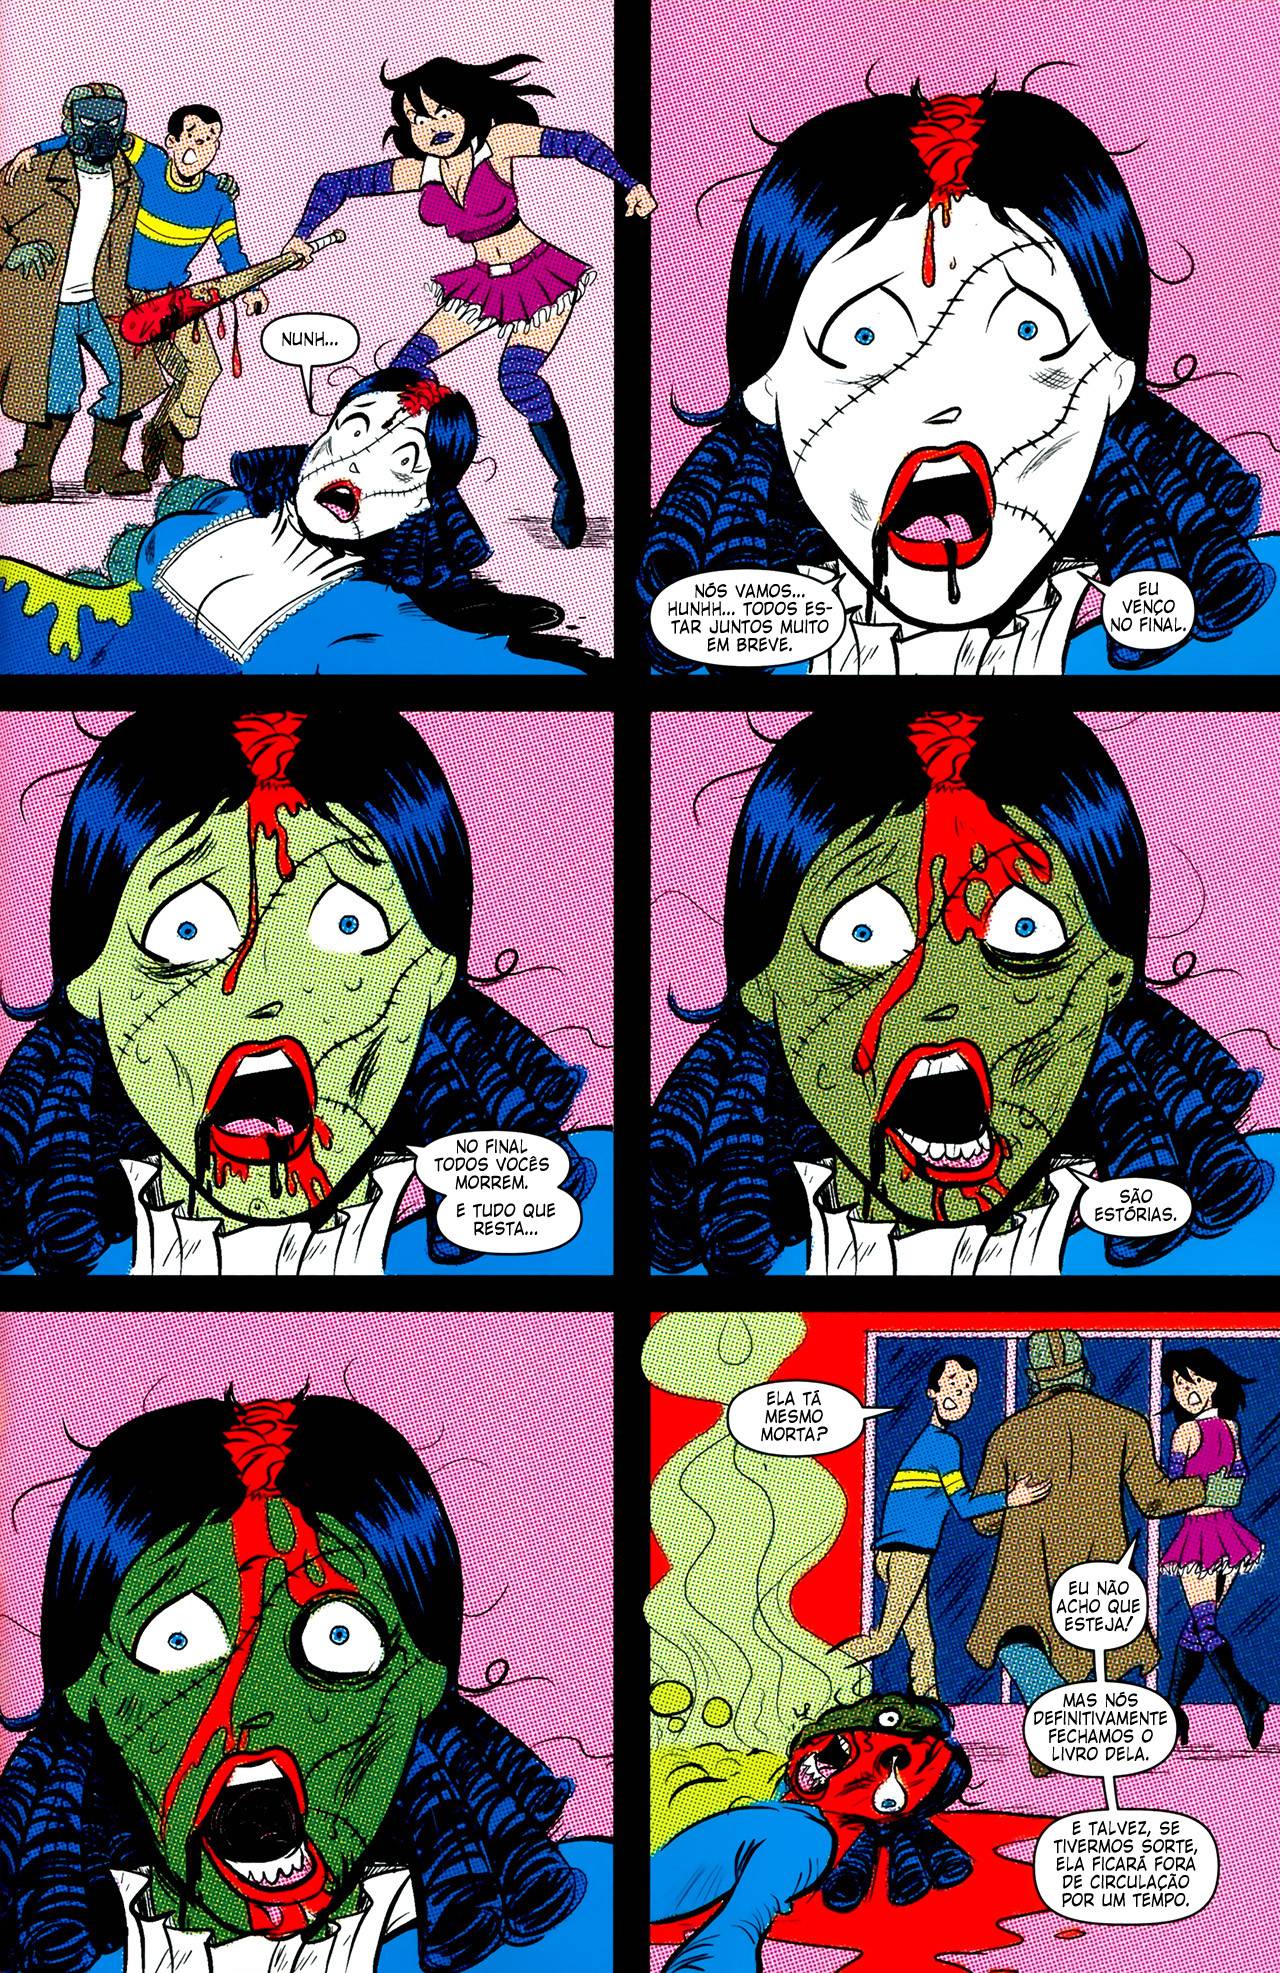 NUNH...
NÓS VAMOS...
HUNHH... TODOS ES-
TAR JUNTOS MUITO
EM BREVE.
EU
VENÇO
NO FINAL.
NO FINAL
TODOS VOCÊS
MORREM.
E TUDO QUE
RESTA...
SÃO
ESTÓRIAS.
ELA TÁ
MESMO
MORTA?
EU NÃO
ACHO QUE
ESTEJA!
MAS NÓS
DEFINITIVAMENTE
FECHAMOS O
LIVRO DELA.
E TALVEZ, SE
TIVERMOS SORTE,
ELA FICARÁ FORA
DE CIRCULAÇÃO
POR UM TEMPO.